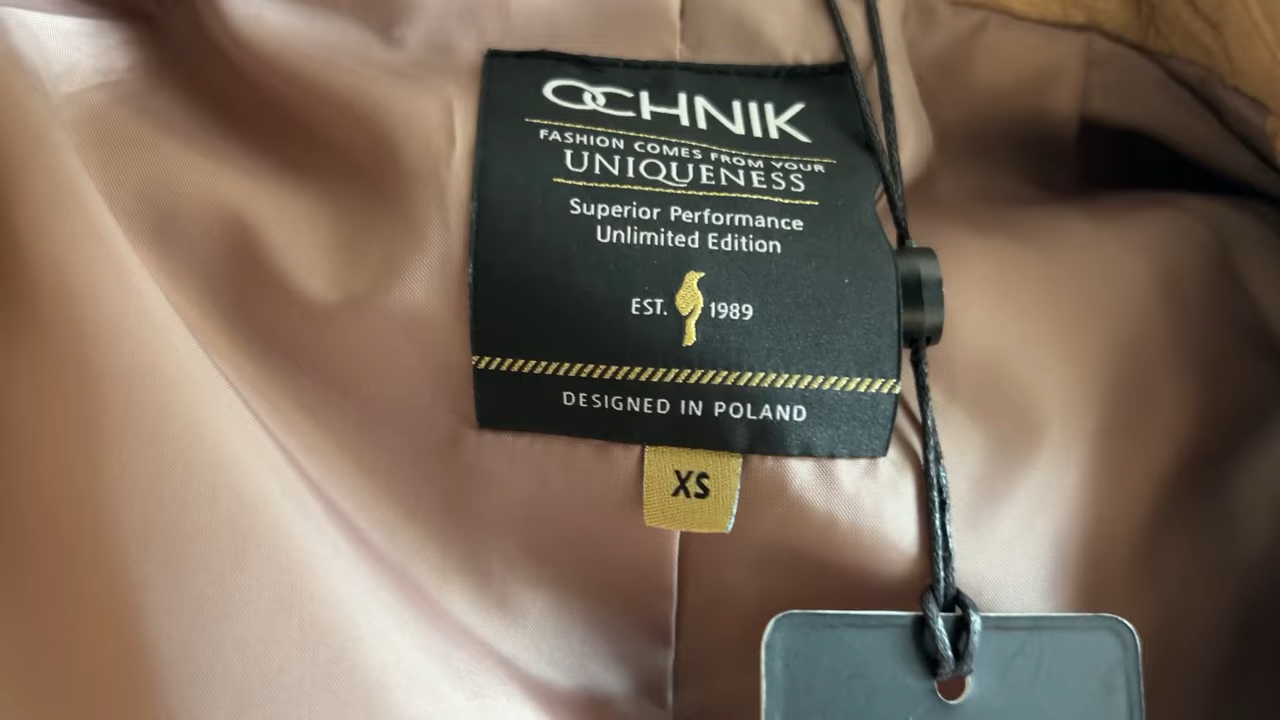 OCHNIK
FASHION COMES FROM YOUR
UNIQUENESS
Superior Performance
Unlimited Edition
EST. 1989
DESIGNED IN POLAND
XS